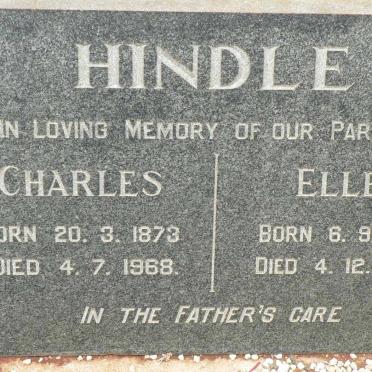 HINDLE
IN LOVING MEMORY OF OUR PAR
CHARLES ELLE
ORN 20. 3. 1873 BORN 6. 9
DIED 4. 7. 1968. DIED 4. 12.
IN THE FATHER'S CARE